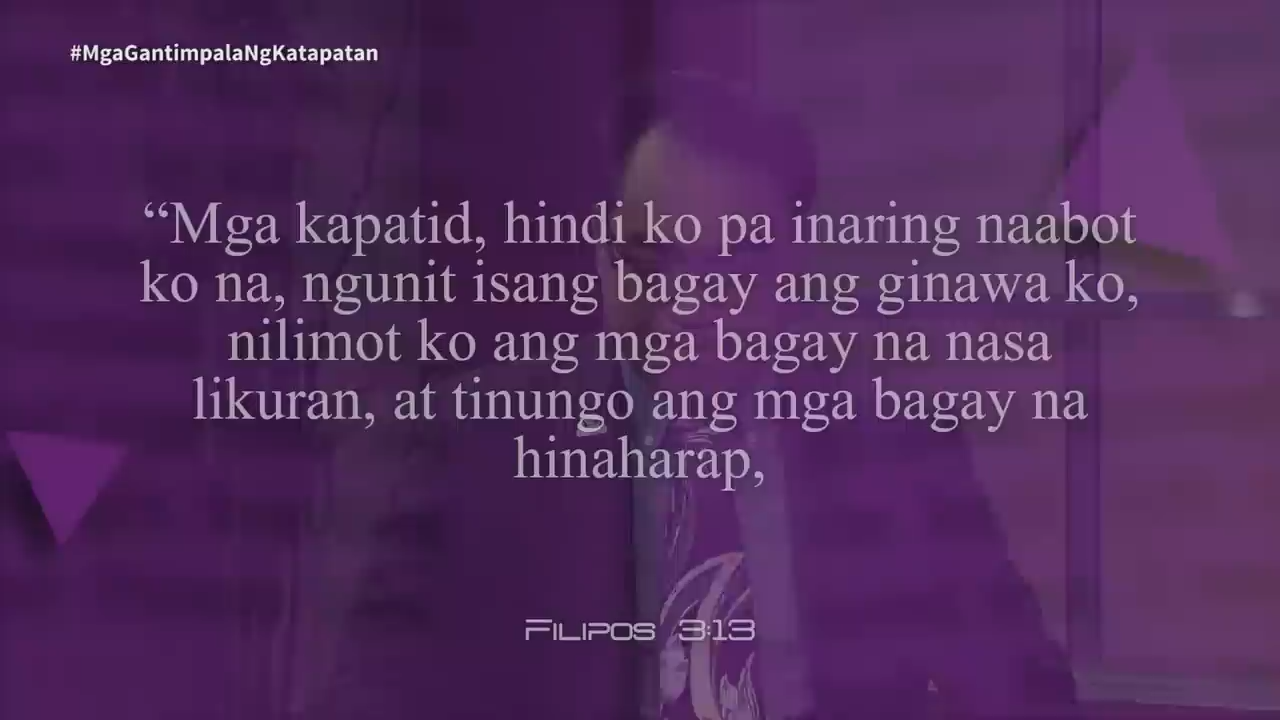 #MgaGantimpalaNgKatapatan
“Mga kapatid, hindi ko pa inaring naabot
ko na, ngunit isang bagay ang ginawa ko,
nilimot ko ang mga bagay na nasa
likuran, at tinungo ang mga bagay na
hinaharap,
Filipos 3:13